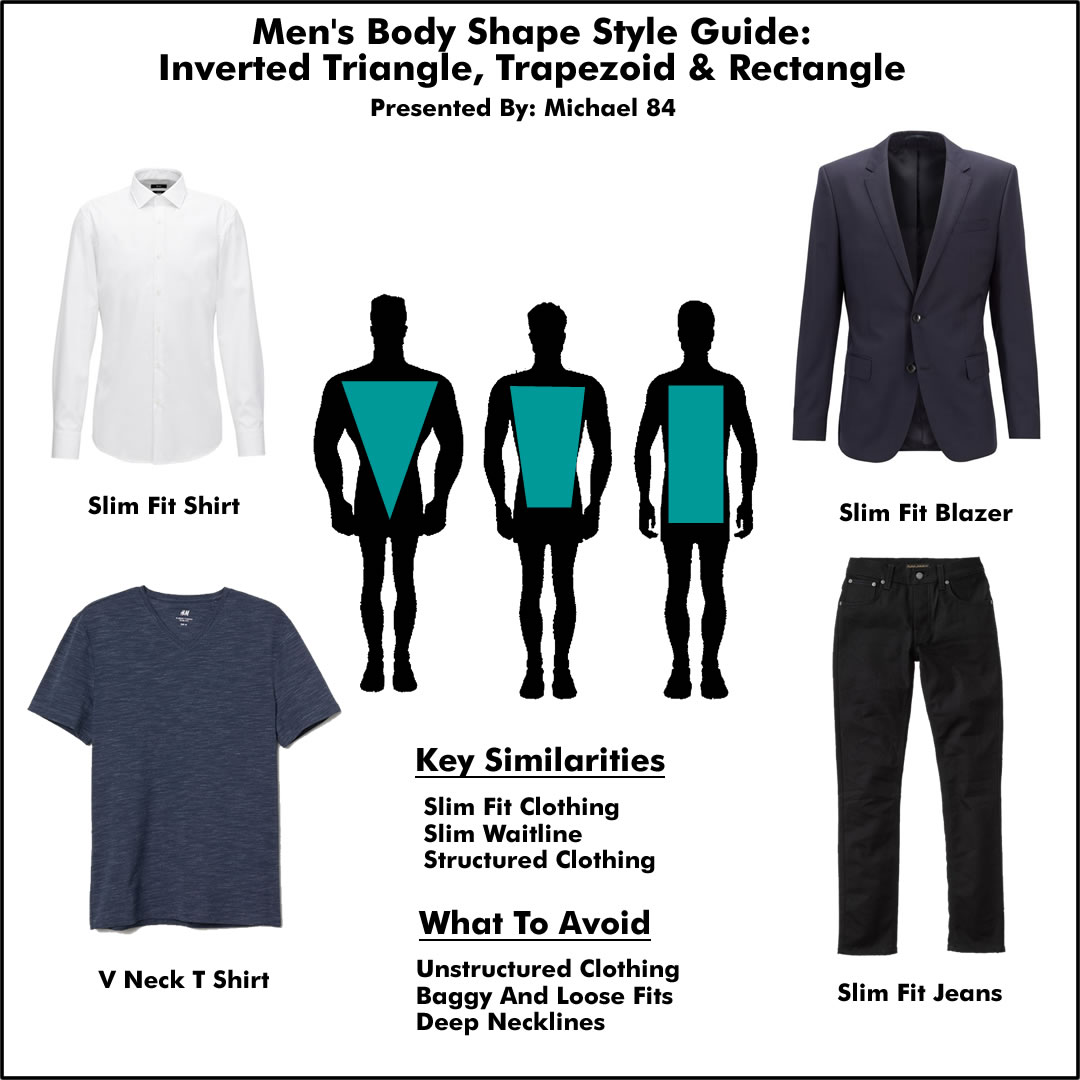 Men's Body Shape Style Guide:
Inverted Triangle, Trapezoid & Rectangle
Presented By: Michael 84
Slim Fit Shirt
Slim Fit Blazer
H&M
V Neck T Shirt
Slim Fit Jeans
Key Similarities
Slim Fit Clothing
Slim Waitline
Structured Clothing
What To Avoid
Unstructured Clothing
Baggy And Loose Fits
Deep Necklines